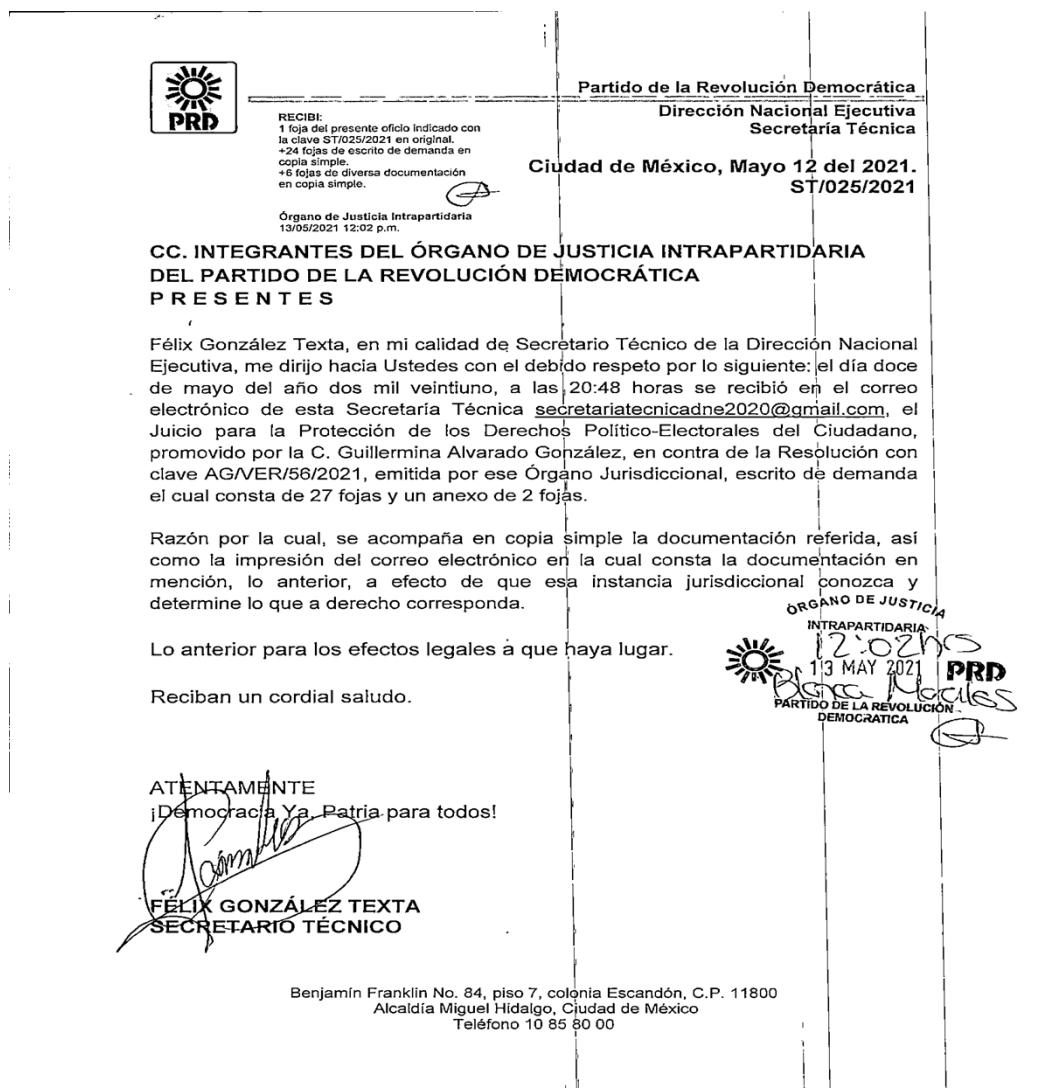 PRD
Partido de la Revolución Democrática
Dirección Nacional Ejecutiva
Secretaría Técnica
RECIBI:
1 foja del presente oficio indicado con
la clave ST/025/2021 en original.
+24 fojas de escrito de demanda en
copia simple.
+6 fojas de diversa documentación
en copia simple.
Órgano de Justicia Intrapartidaria
13/05/2021 12:02 p.m.
Ciudad de México, Mayo 12 del 2021.
ST/025/2021
CC. INTEGRANTES DEL ÓRGANO DE JUSTICIA INTRAPARTIDARIA
DEL PARTIDO DE LA REVOLUCIÓN DEMOCRÁTICA
P R E S E N T E S
Félix González Texta, en mi calidad de Secretario Técnico de la Dirección Nacional
Ejecutiva, me dirijo hacia Ustedes con el debido respeto por lo siguiente: el día doce
de mayo del año dos mil veintiuno, a las 20:48 horas se recibió en el correo
electrónico de esta Secretaría Técnica secretariatecnicadne2020@gmail.com, el
Juicio para la Protección de los Derechos Político-Electorales del Ciudadano,
promovido por la C. Guillermina Alvarado González, en contra de la Resolución con
clave AG/VER/56/2021, emitida por ese Órgano Jurisdiccional, escrito de demanda
el cual consta de 27 fojas y un anexo de 2 fojas.
Razón por la cual, se acompaña en copia simple la documentación referida, así
como la impresión del correo electrónico en la cual consta la documentación en
mención, lo anterior, a efecto de que esa instancia jurisdiccional conozca y
determine lo que a derecho corresponda.
Lo anterior para los efectos legales a que haya lugar.
Reciban un cordial saludo.
ÓRGANO DE JUSTICIA
INTRAPARTIDARIA
12:02hrs
13 MAY 2021
PRD
Blanca Morales
PARTIDO DE LA REVOLUCIÓN
DEMOCRATICA
ATENTAMENTE
¡Democracia Ya, Patria para todos!
FÉLIX GONZÁLEZ TEXTA
SECRETARIO TÉCNICO
Benjamín Franklin No. 84, piso 7, colonia Escandón, C.P. 11800
Alcaldía Miguel Hidalgo, Ciudad de México
Teléfono 10 85 80 00